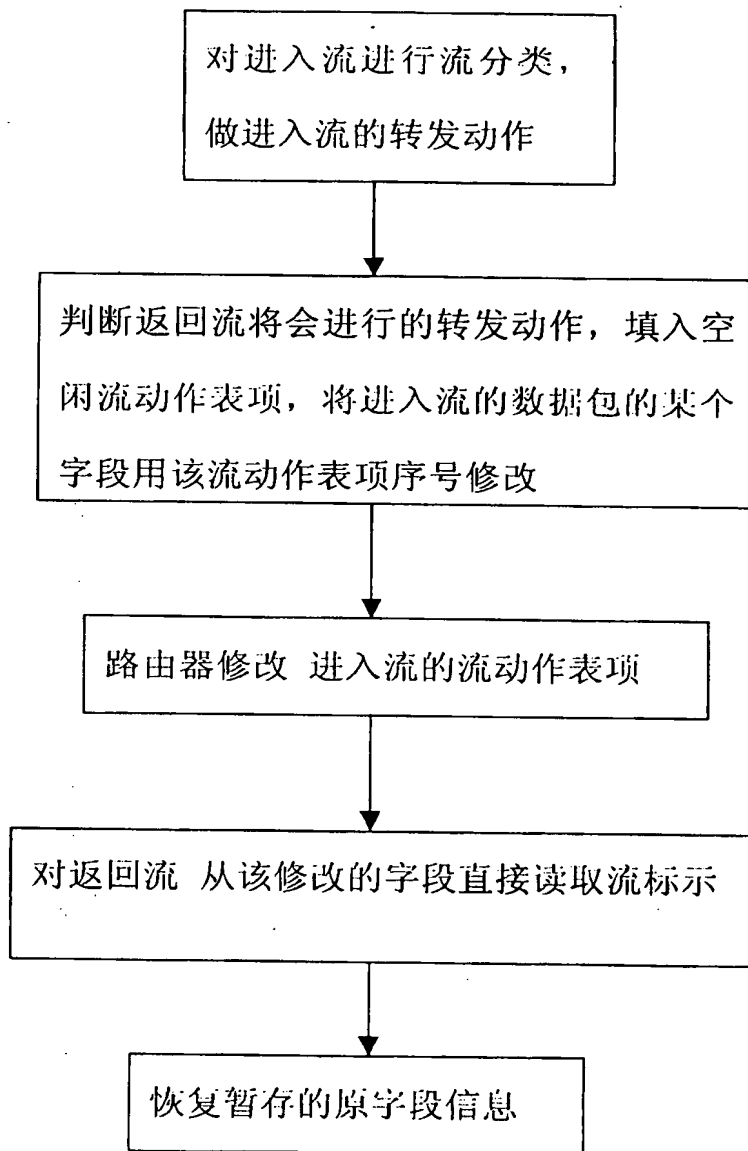 对进入流进行流分类，
做进入流的转发动作
判断返回流将会进行的转发动作，填入空
闲流动作表项，将进入流的数据包的某个
字段用该流动作表项序号修改
路由器修改 进入流的流动作表项
对返回流 从该修改的字段直接读取流标示
恢复暂存的原字段信息